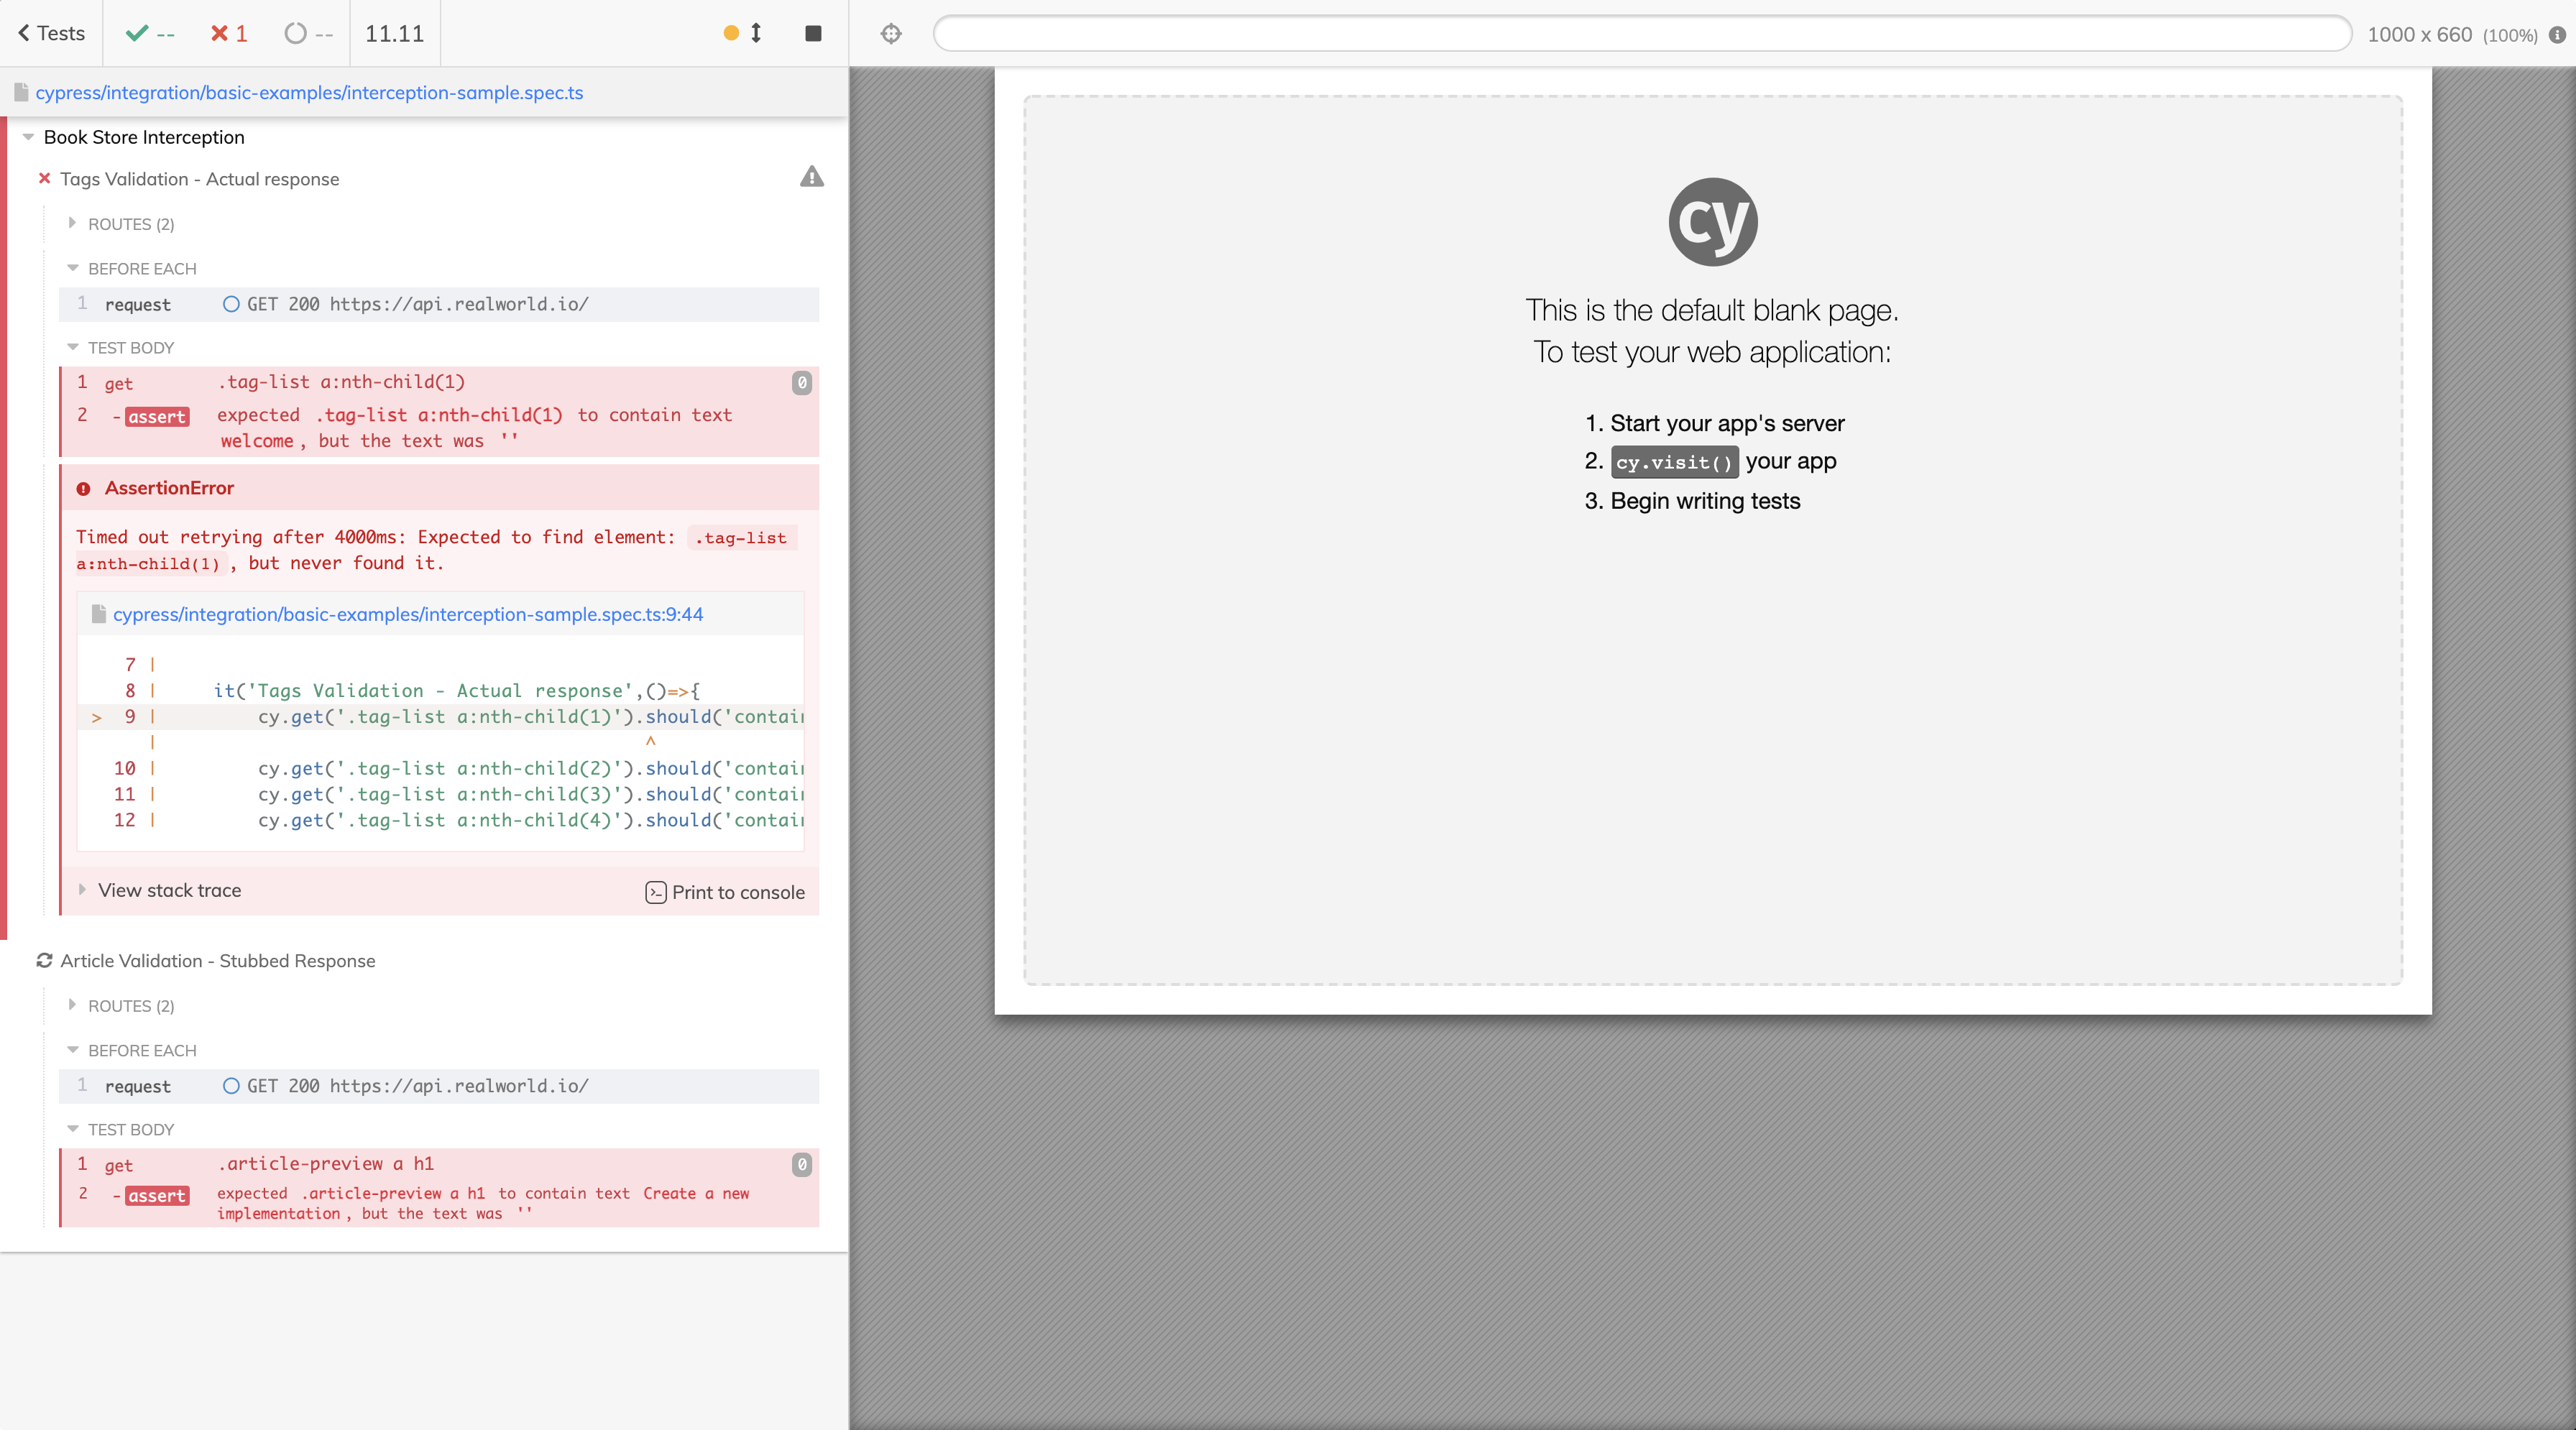 Tests
--
1
--
11.11
1000 x 660 (100%)
cypress/integration/basic-examples/interception-sample.spec.ts
Book Store Interception
Tags Validation - Actual response
ROUTES (2)
BEFORE EACH
1 request GET 200 https://api.realworld.io/
TEST BODY
1 get .tag-list a:nth-child(1) 0
2 -assert expected .tag-list a:nth-child(1) to contain text
welcome, but the text was ''
AssertionError
Timed out retrying after 4000ms: Expected to find element: .tag-list
a:nth-child(1), but never found it.
cypress/integration/basic-examples/interception-sample.spec.ts:9:44
7 |
8 | it('Tags Validation - Actual response',()=>{
> 9 | cy.get('.tag-list a:nth-child(1)').should('contain
| ^
10 | cy.get('.tag-list a:nth-child(2)').should('contain
11 | cy.get('.tag-list a:nth-child(3)').should('contain
12 | cy.get('.tag-list a:nth-child(4)').should('contain
View stack trace
Print to console
Article Validation - Stubbed Response
ROUTES (2)
BEFORE EACH
1 request GET 200 https://api.realworld.io/
TEST BODY
1 get .article-preview a h1 0
2 -assert expected .article-preview a h1 to contain text Create a new
implementation, but the text was ''
cy
This is the default blank page.
To test your web application:
1. Start your app's server
2. cy.visit() your app
3. Begin writing tests